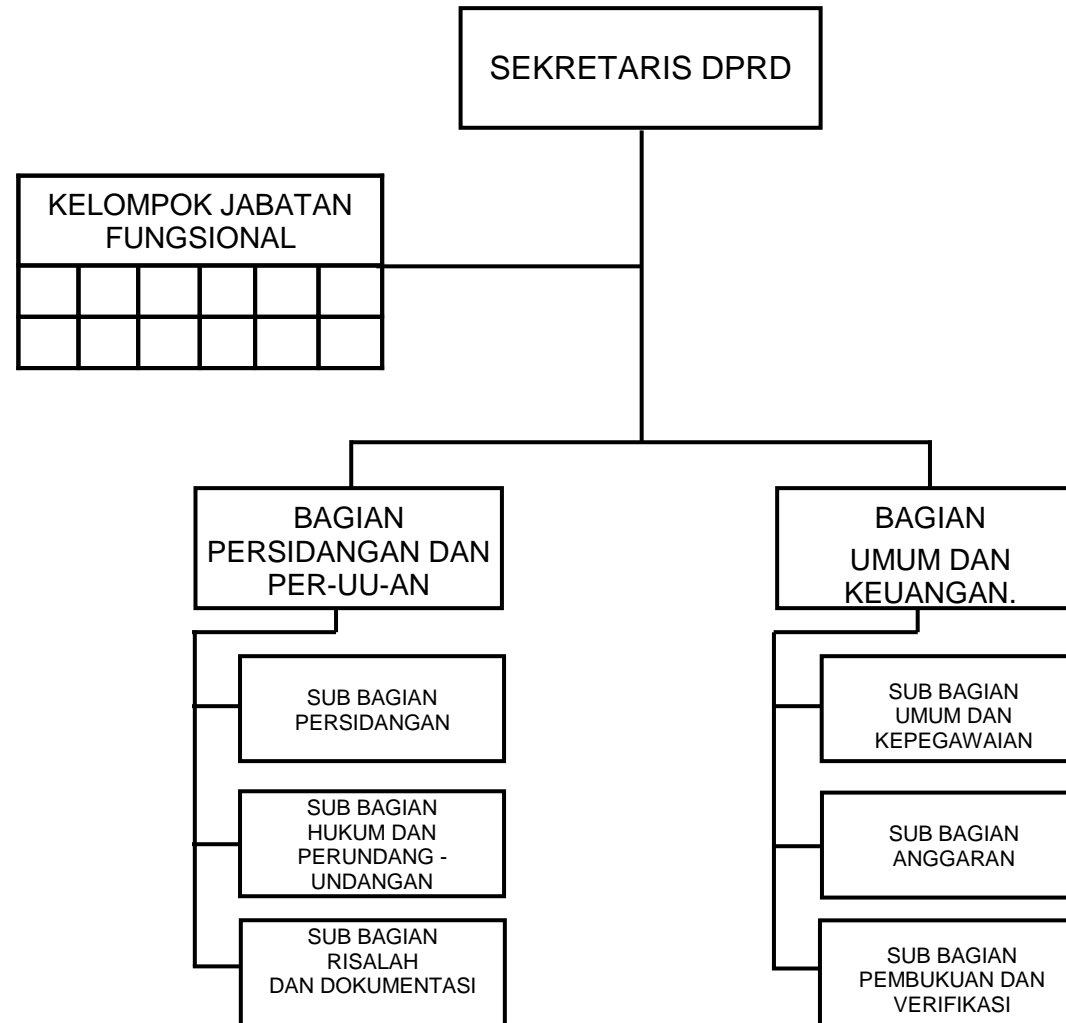 SEKRETARIS DPRD
KELOMPOK JABATAN
FUNGSIONAL
BAGIAN
PERSIDANGAN DAN
PER-UU-AN
BAGIAN
UMUM DAN
KEUANGAN.
SUB BAGIAN
PERSIDANGAN
SUB BAGIAN
UMUM DAN
KEPEGAWAIAN
SUB BAGIAN
HUKUM DAN
PERUNDANG -
UNDANGAN
SUB BAGIAN
ANGGARAN
SUB BAGIAN
RISALAH
DAN DOKUMENTASI
SUB BAGIAN
PEMBUKUAN DAN
VERIFIKASI